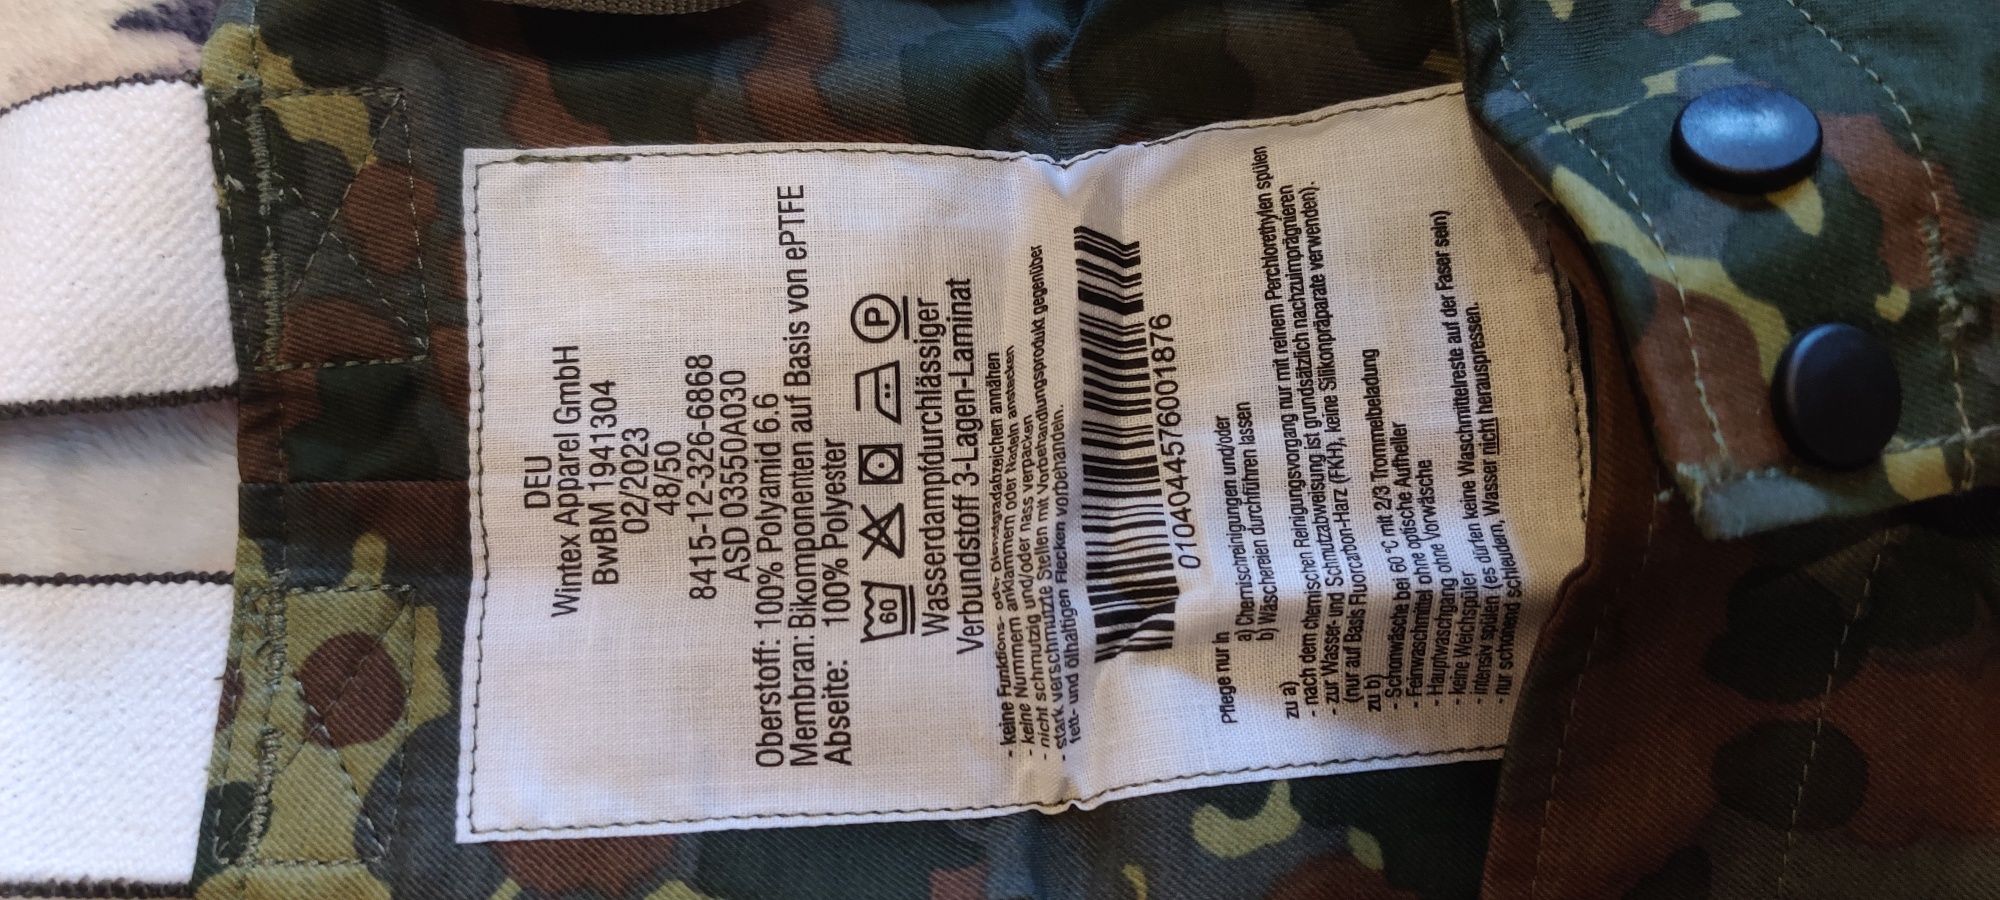 DEU
Wintex Apparel GmbH
BwBM 1941304
02/2023
48/50
8415-12-326-6868
ASD 03550A030
Oberstoff: 100% Polyamid 6.6
Membran: Bikomponenten auf Basis von ePTFE
Abseite: 100% Polyester
60 P
Wasserdampfdurchlässiger
Verbundstoff 3-Lagen-Laminat
- keine Funktions- oder Dienstgradabzeichen annähen
- keine Nummern anklammern oder Nadeln anstecken
- nicht schmutzig und/oder nass verpacken
- stark verschmutzte Stellen mit Vorbehandlungsprodukt gegenüber
fett- und ölhaltigen Flecken vorbehandeln.
01040445760001876
Pflege nur in
a) Chemischreinigungen und/oder
b) Wäschereien durchführen lassen
zu a)
- nach dem chemischen Reinigungsvorgang nur mit reinem Perchlorethylen spülen
- zur Wasser- und Schmutzabweisung ist grundsätzlich nachzuimprägnieren
(nur auf Basis Fluorcarbon-Harz (FKH), keine Silikonpräparate verwenden).
zu b)
- Schonwäsche bei 60 °C mit 2/3 Trommelbeladung
- Feinwaschmittel ohne optische Aufheller
- Hauptwaschgang ohne Vorwäsche
- keine Weichspüler
- intensiv spülen (es dürfen keine Waschmittelreste auf der Faser sein)
- nur schonend schleudern, Wasser nicht herauspressen.